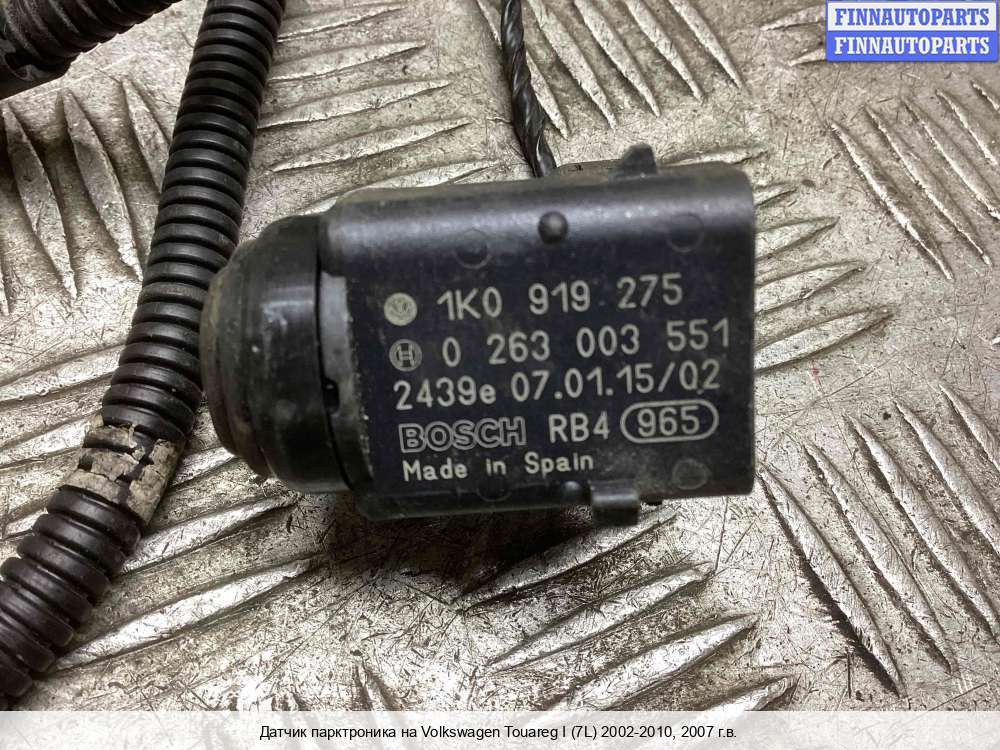 FINNAUTOPARTS
FINNAUTOPARTS
1K0 919 275
0 263 003 551
2439e 07.01.15/02
BOSCH RB4 965
Made in Spain
Датчик парктроника на Volkswagen Touareg I (7L) 2002-2010, 2007 г.в.